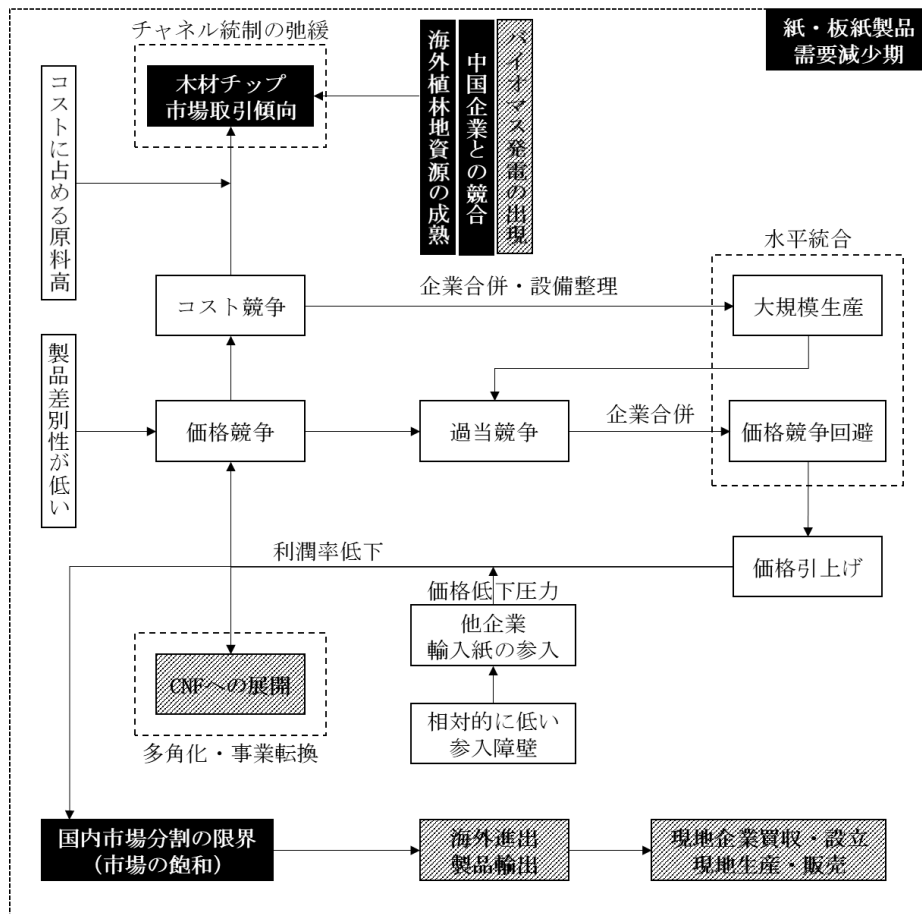 チャネル統制の弛緩
紙・板紙製品
需要減少期
木材チップ
市場取引傾向
海外植林地資源の成熟
中国企業との競合
バイオマス発電の出現
コストに占める原料高
水平統合
コスト競争
企業合併・設備整理
大規模生産
製品差別性が低い
価格競争
過当競争
企業合併
価格競争回避
利潤率低下
価格引上げ
価格低下圧力
他企業
輸入紙の参入
CNFへの展開
相対的に低い
参入障壁
多角化・事業転換
国内市場分割の限界
(市場の飽和)
海外進出
製品輸出
現地企業買収・設立
現地生産・販売